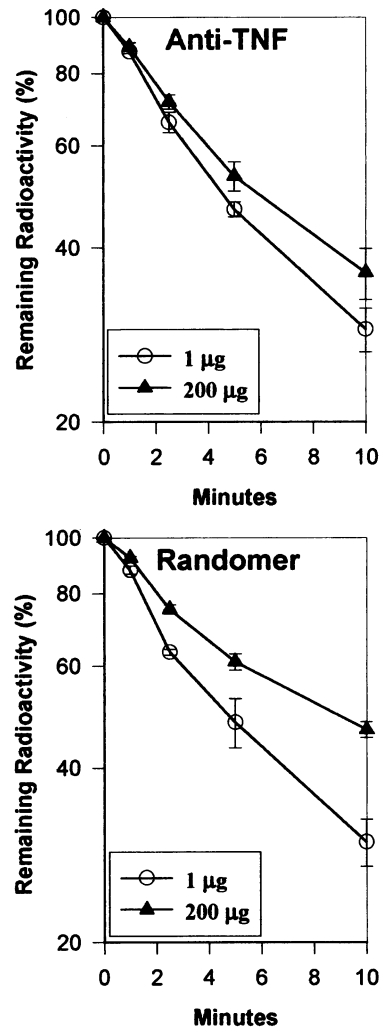 Anti-TNF
Remaining Radioactivity (%)
100
80
60
40
20
1 µg
200 µg
0 2 4 6 8 10
Minutes
Randomer
Remaining Radioactivity (%)
100
80
60
40
20
1 µg
200 µg
0 2 4 6 8 10
Minutes